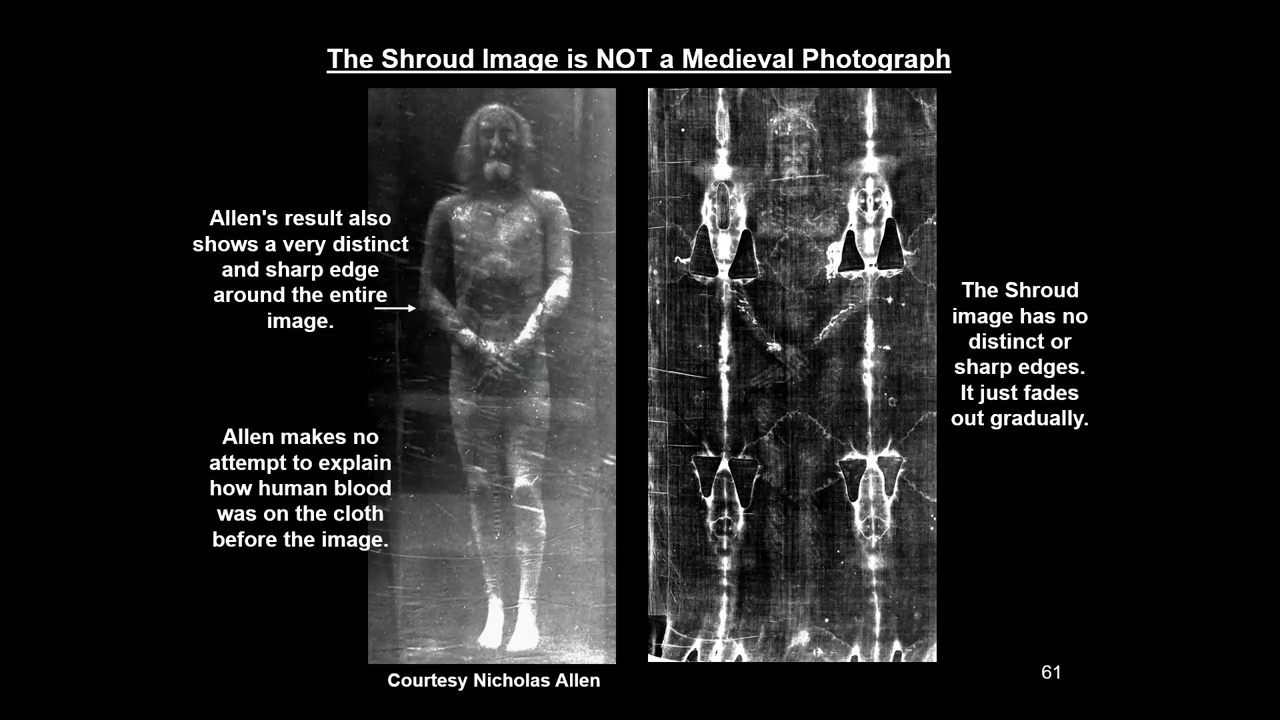 The Shroud Image is NOT a Medieval Photograph
Allen's result also
shows a very distinct
and sharp edge
around the entire
image.
Allen makes no
attempt to explain
how human blood
was on the cloth
before the image.
The Shroud
image has no
distinct or
sharp edges.
It just fades
out gradually.
Courtesy Nicholas Allen
61